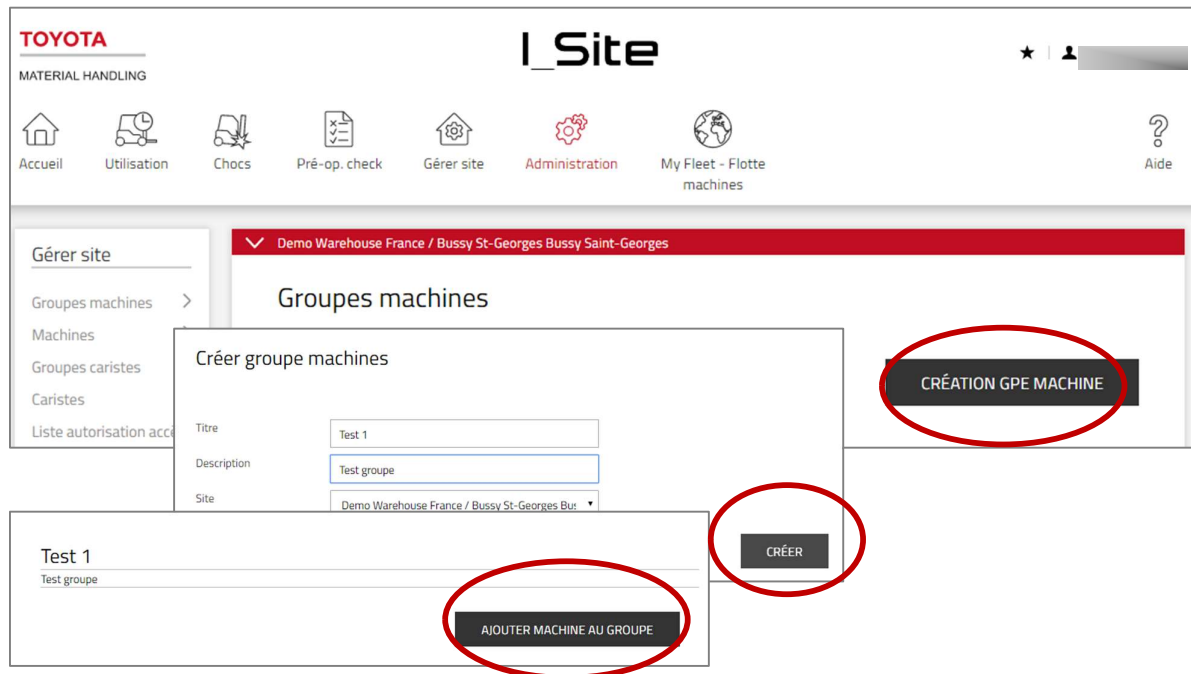 TOYOTA
MATERIAL HANDLING
I_Site
Accueil
Utilisation
Chocs
Pré-op. check
Gérer site
Administration
My Fleet - Flotte
machines
Aide
Gérer site
Groupes machines
Machines
Groupes caristes
Caristes
Liste autorisation
Demo Warehouse France / Bussy St-Georges Bussy Saint-Georges
Groupes machines
CRÉATION GPE MACHINE
Créer groupe machines
Titre
Test 1
Description
Test groupe
Site
Demo Warehouse France / Bussy St-Georges
CRÉER
Test 1
Test groupe
AJOUTER MACHINE AU GROUPE